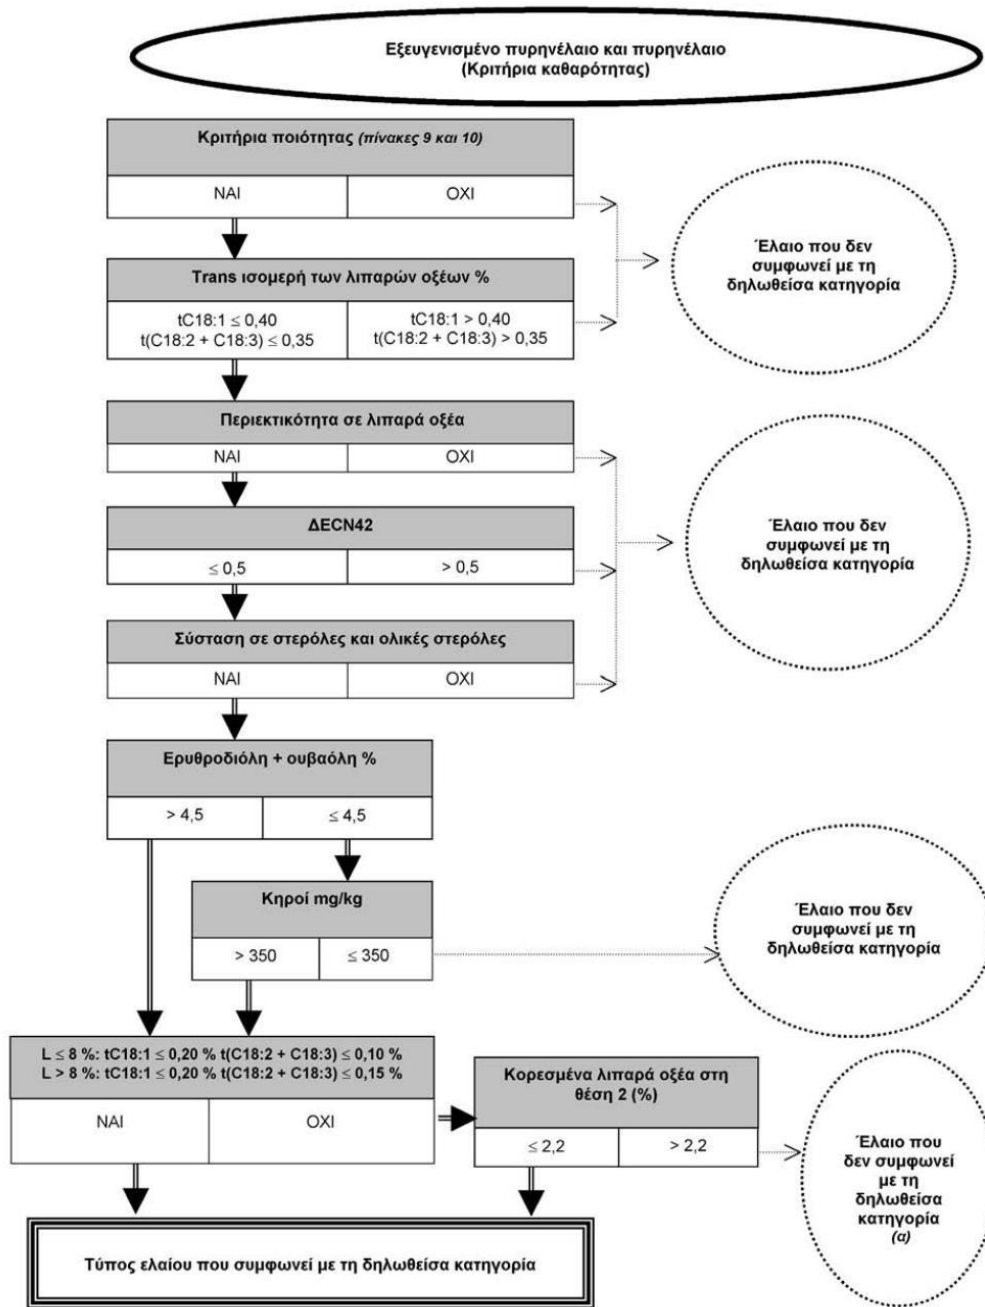 Εξευγενισμένο πυρηνέλαιο και πυρηνέλαιο
(Κριτήρια καθαρότητας)
Κριτήρια ποιότητας (πίνακες 9 και 10)
ΝΑΙ
ΟΧΙ
Έλαιο που δεν
συμφωνεί με τη
δηλωθείσα κατηγορία
Trans ισομερή των λιπαρών οξέων %
tC18:1 ≤ 0,40
t(C18:2 + C18:3) ≤ 0,35
tC18:1 > 0,40
t(C18:2 + C18:3) > 0,35
Περιεκτικότητα σε λιπαρά οξέα
ΝΑΙ
ΟΧΙ
ΔECN42
≤ 0,5
> 0,5
Έλαιο που δεν
συμφωνεί με τη
δηλωθείσα κατηγορία
Σύσταση σε στερόλες και ολικές στερόλες
ΝΑΙ
ΟΧΙ
Ερυθροδιόλη + ουβαόλη %
> 4,5
≤ 4,5
Κηροί mg/kg
> 350
≤ 350
Έλαιο που δεν
συμφωνεί με τη
δηλωθείσα κατηγορία
L ≤ 8 %: tC18:1 ≤ 0,20 % t(C18:2 + C18:3) ≤ 0,10 %
L > 8 %: tC18:1 ≤ 0,20 % t(C18:2 + C18:3) ≤ 0,15 %
ΝΑΙ
ΟΧΙ
Κορεσμένα λιπαρά οξέα στη
θέση 2 (%)
≤ 2,2
> 2,2
Έλαιο που
δεν συμφωνεί
με τη
δηλωθείσα
κατηγορία
(α)
Τύπος ελαίου που συμφωνεί με τη δηλωθείσα κατηγορία